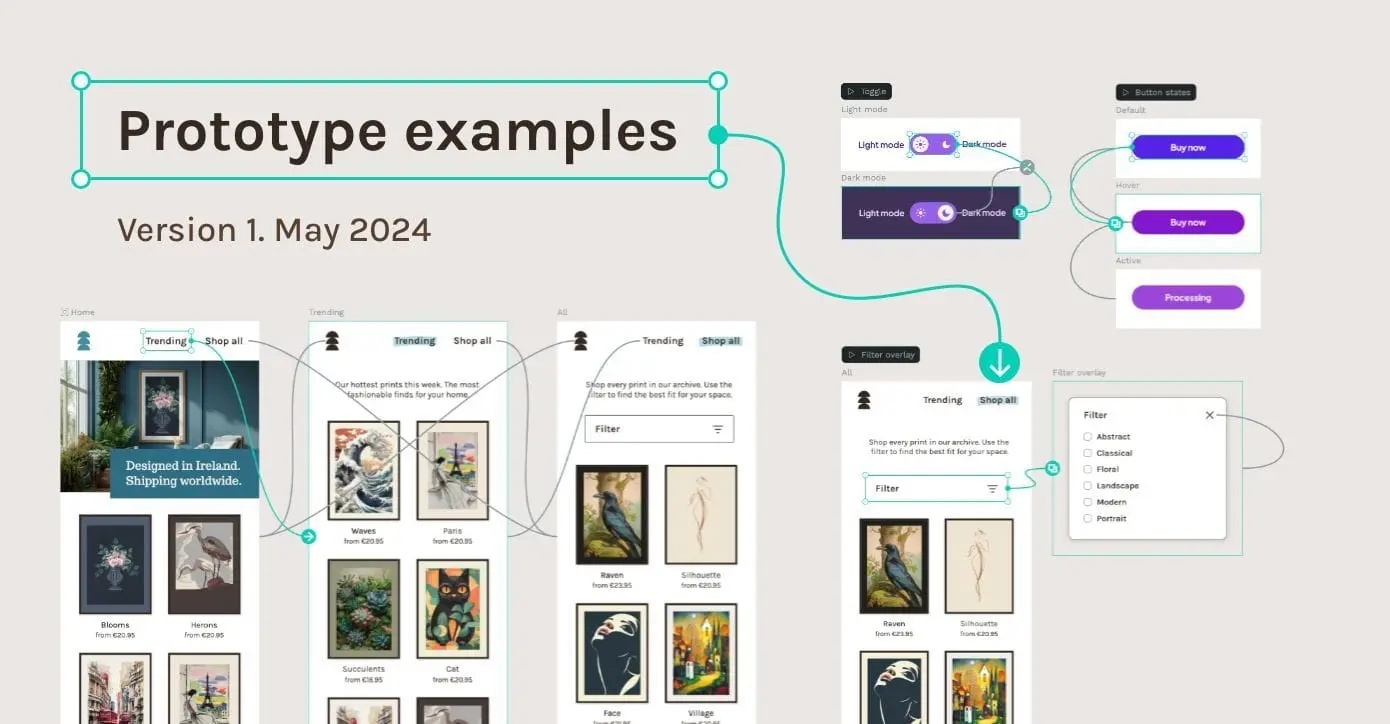 Prototype examples
Version 1. May 2024
Toggle
Light mode
Light mode
Dark mode
Dark mode
Light mode
Dark mode
Button states
Default
Buy now
Hover
Buy now
Active
Processing
Home
Trending
Shop all
Designed in Ireland.
Shipping worldwide.
Blooms
from €20.95
Herons
from €20.95
Trending
Trending
Shop all
Our hottest prints this week. The most
fashionable finds for your home.
Waves
from €20.95
Paris
from €20.95
Succulents
from €18.95
Cat
from €20.95
All
Trending
Shop all
Shop every print in our archive. Use the
filter to find the best fit for your space.
Filter
Raven
from €23.95
Silhouette
from €20.95
Face
Village
Filter overlay
All
Trending
Shop all
Shop every print in our archive. Use the
filter to find the best fit for your space.
Filter
Raven
from €23.95
Silhouette
from €20.95
Filter overlay
Filter
Abstract
Classical
Floral
Landscape
Modern
Portrait